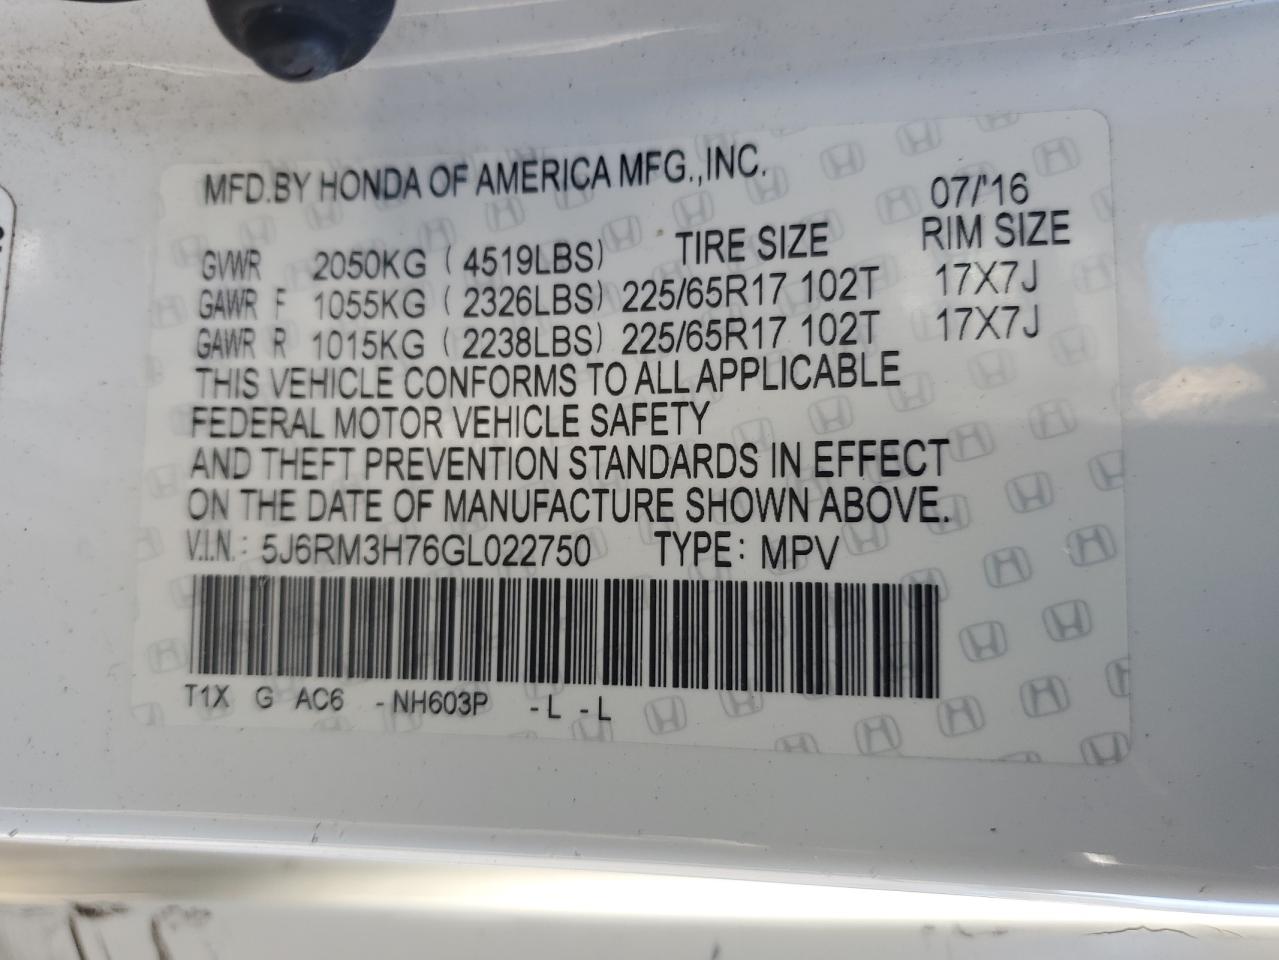 MFD.BY HONDA OF AMERICA MFG.,INC. 07/'16
GVWR 2050KG ( 4519LBS) TIRE SIZE RIM SIZE
GAWR F 1055KG ( 2326LBS) 225/65R17 102T 17X7J
GAWR R 1015KG ( 2238LBS) 225/65R17 102T 17X7J
THIS VEHICLE CONFORMS TO ALL APPLICABLE
FEDERAL MOTOR VEHICLE SAFETY
AND THEFT PREVENTION STANDARDS IN EFFECT
ON THE DATE OF MANUFACTURE SHOWN ABOVE.
V.I.N.: 5J6RM3H76GL022750 TYPE: MPV
T1X G AC6 -NH603P -L -L